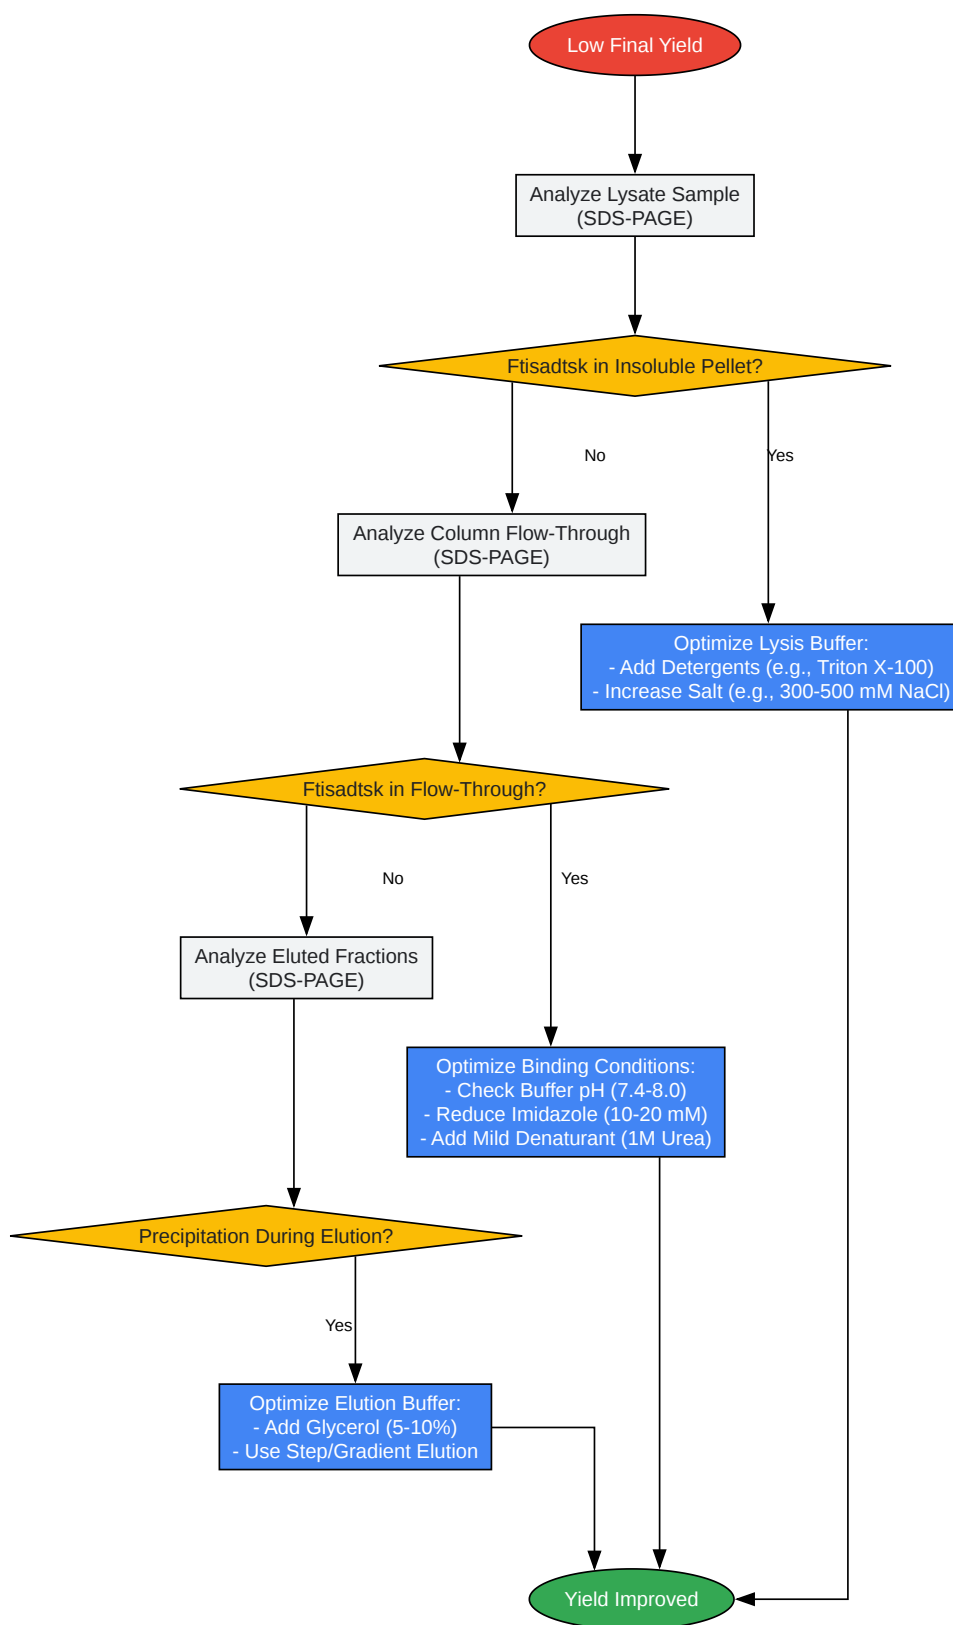 Low Final Yield
Analyze Lysate Sample
(SDS-PAGE)
Ftisadtsk in Insoluble Pellet?
No
Yes
Analyze Column Flow-Through
(SDS-PAGE)
Optimize Lysis Buffer:
- Add Detergents (e.g., Triton X-100)
- Increase Salt (e.g., 300-500 mM NaCl)
Ftisadtsk in Flow-Through?
No
Yes
Analyze Eluted Fractions
(SDS-PAGE)
Optimize Binding Conditions:
- Check Buffer pH (7.4-8.0)
- Reduce Imidazole (10-20 mM)
- Add Mild Denaturant (1M Urea)
Precipitation During Elution?
Yes
Optimize Elution Buffer:
- Add Glycerol (5-10%)
- Use Step/Gradient Elution
Yield Improved